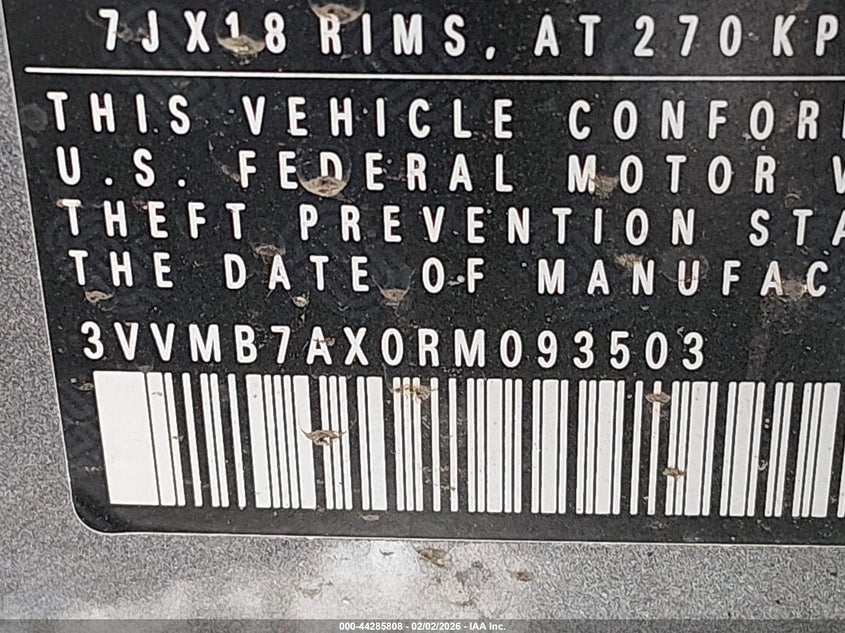 7JX18 RIMS, AT 270 KP
THIS VEHICLE CONFOR
U.S. FEDERAL MOTOR V
THEFT PREVENTION STA
THE DATE OF MANUFAC
3VVMB7AX0RM093503
000-44285808 - 02/02/2026 - IAA Inc.